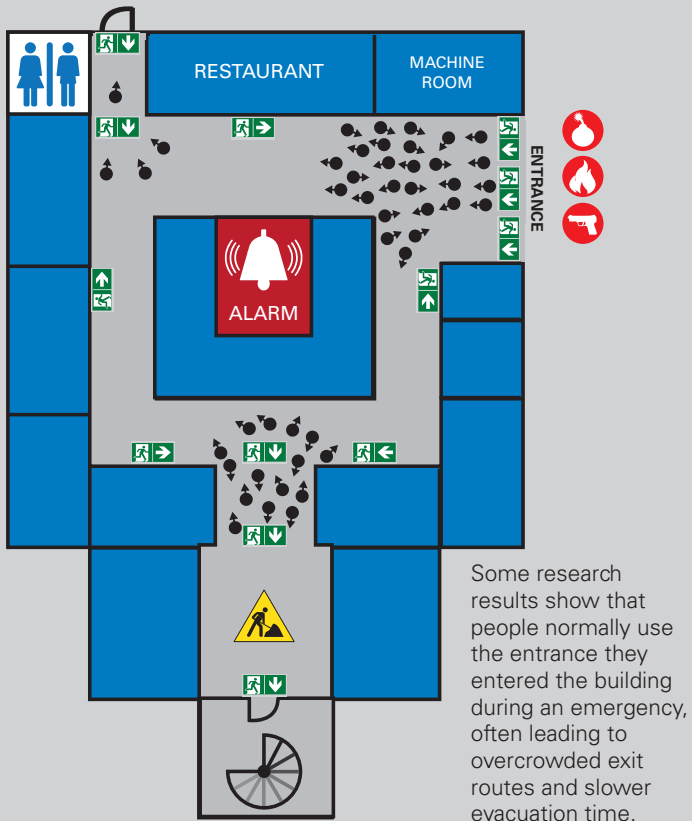 RESTAURANT
MACHINE
ROOM
ENTRANCE
ALARM
Some research
results show that
people normally use
the entrance they
entered the building
during an emergency,
often leading to
overcrowded exit
routes and slower
evacuation time.